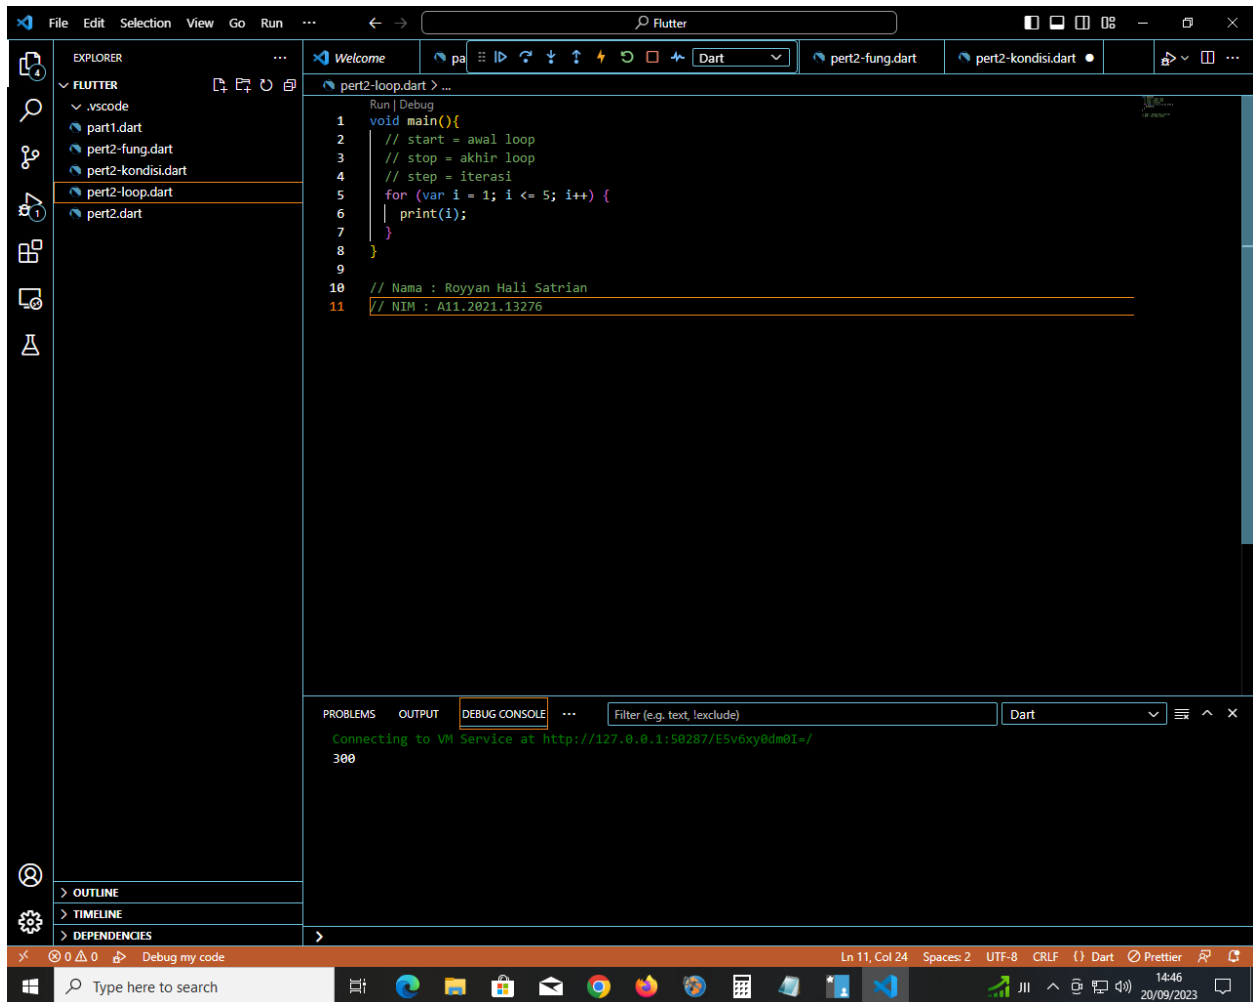 File Edit Selection View Go Run ··· Flutter
EXPLORER ···
Welcome pa Dart pert2-fung.dart pert2-kondisi.dart
FLUTTER
.vscode
part1.dart
pert2-fung.dart
pert2-kondisi.dart
pert2-loop.dart
pert2.dart
4
1
pert2-loop.dart > ...
Run | Debug
1 void main(){
2 // start = awal loop
3 // stop = akhir loop
4 // step = iterasi
5 for (var i = 1; i <= 5; i++) {
6 print(i);
7 }
8 }
9
10 // Nama : Royyan Hali Satrian
11 // NIM : A11.2021.13276
PROBLEMS OUTPUT DEBUG CONSOLE ··· Filter (e.g. text, !exclude) Dart
Connecting to VM Service at http://127.0.0.1:50287/E5v6xy0dm0I=/
300
OUTLINE
TIMELINE
DEPENDENCIES
>
0 0 Debug my code Ln 11, Col 24 Spaces: 2 UTF-8 CRLF {} Dart Prettier
Type here to search JII 14:46
20/09/2023